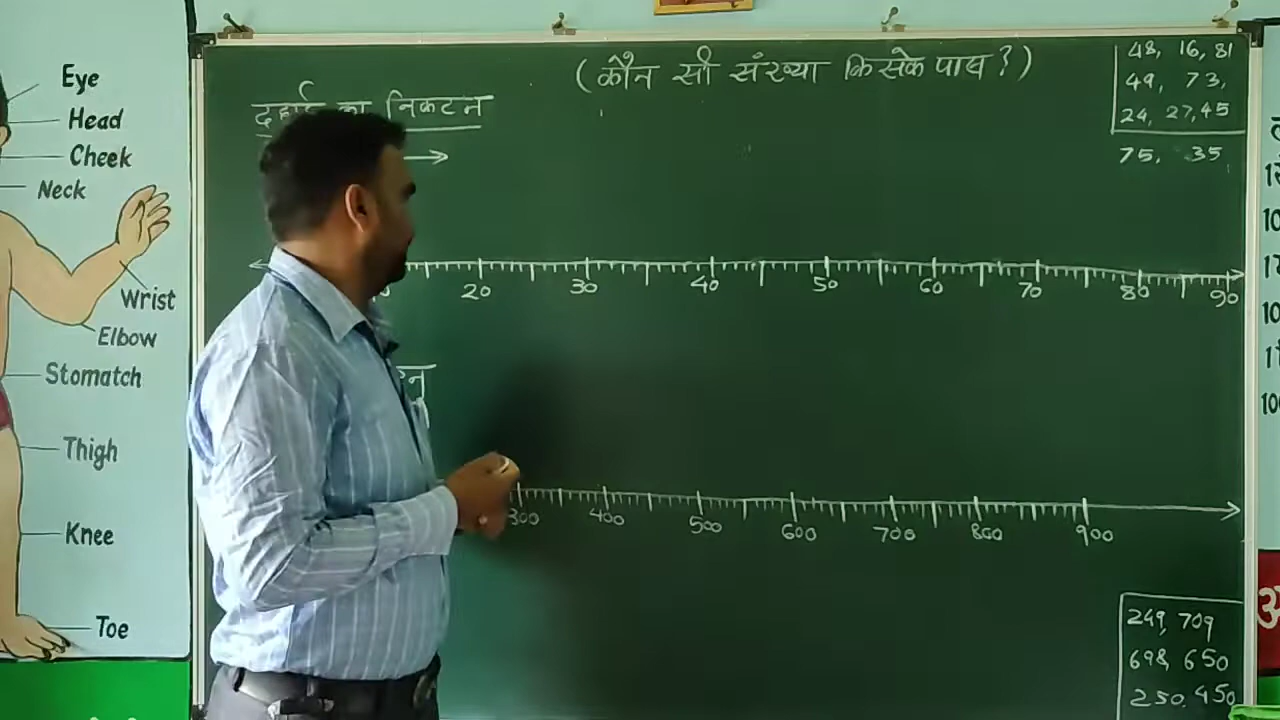 Eye
Head
Cheek
Neck
Wrist
Elbow
Stomatch
Thigh
Knee
Toe
(कौन सी संख्या किसके पास?)
दहाई का निकटन
48, 16, 81
49, 73,
24, 27, 45
75, 35
20 30 40 50 60 70 80 90
300 400 500 600 700 800 900
249, 709
698, 650
250. 450